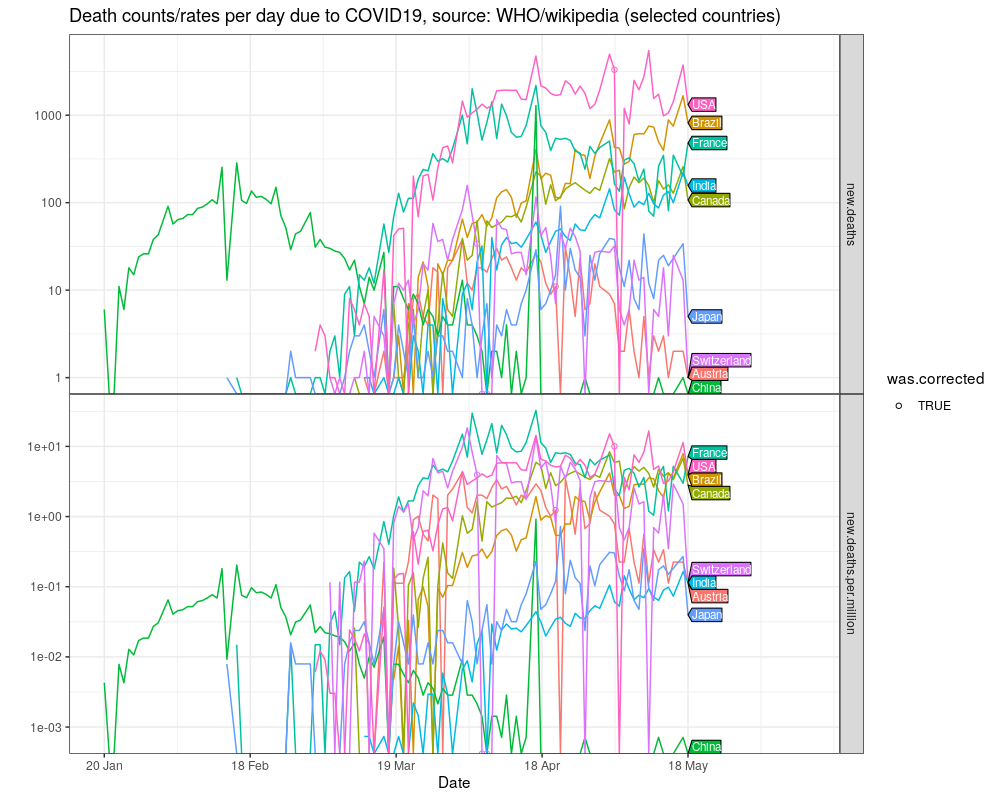 Death counts/rates per day due to COVID19, source: WHO/wikipedia (selected countries)
1000
100
10
1
USA
Brazil
France
India
Canada
Japan
Switzerland
Austria
China
new.deaths
1e+01
1e+00
1e-01
1e-02
1e-03
France
USA
Brazil
Canada
Switzerland
India
Austria
Japan
China
new.deaths.per.million
20 Jan
18 Feb
19 Mar
18 Apr
18 May
Date
was.corrected
TRUE